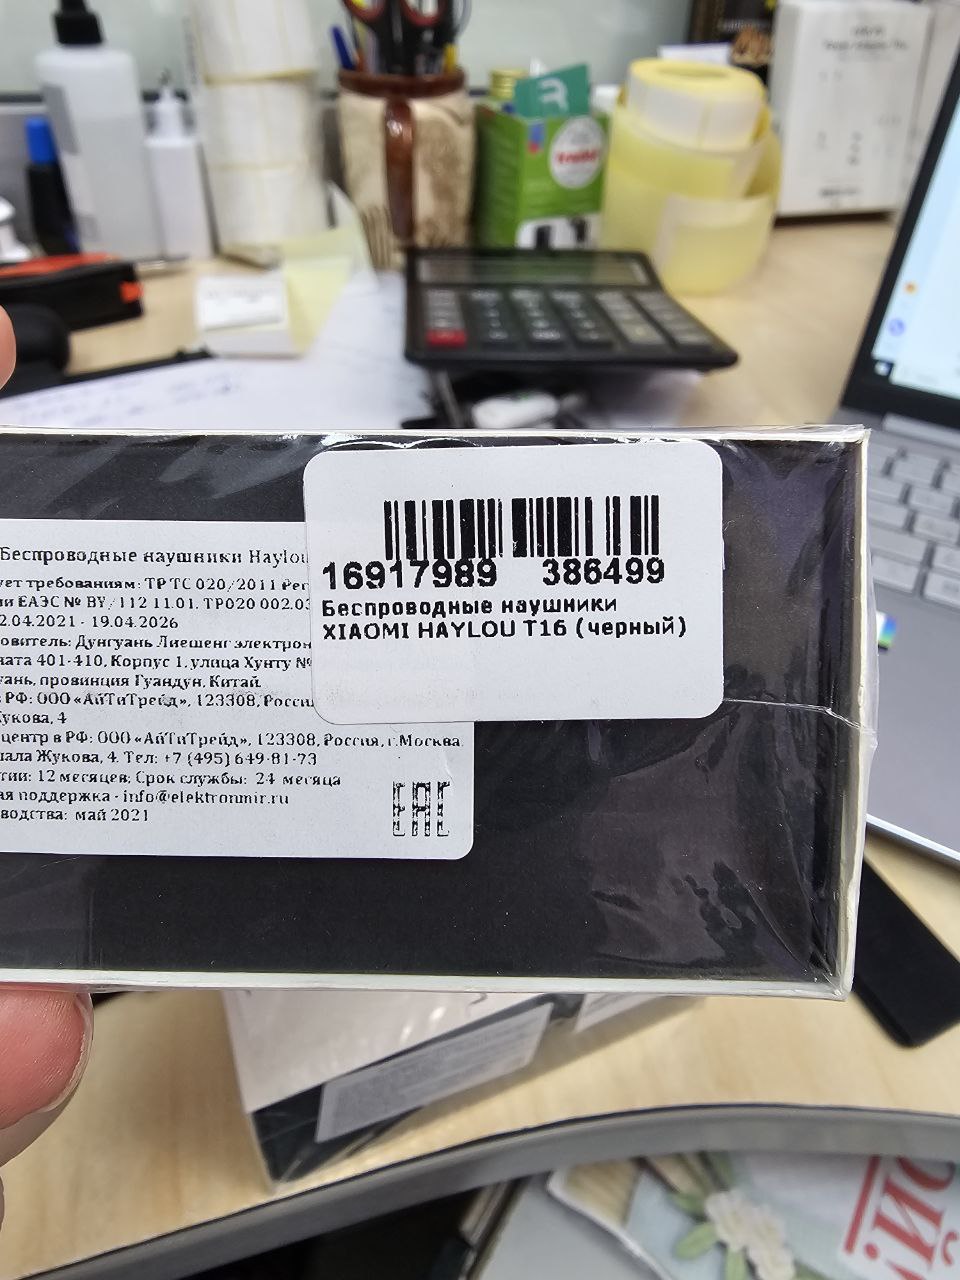 16917989 386499
Беспроводные наушники
XIAOMI HAYLOU T16 (черный)
Беспроводные наушники Haylou
ует требованиям: ТР ТС 020/2011 Рег
ии ЕАЭС № BY/112 11.01. ТР020 002.03
2.04.2021 - 19.04.2026
овитель: Дунгуань Лиешенг электрон
ната 401-410, Корпус 1, улица Хунту №
уань, провинция Гуандун, Китай.
в РФ: ООО «АйТиТрейд», 123308, Россия
Жукова, 4
центр в РФ: ООО «АйТиТрейд», 123308, Россия, г.Москва,
шала Жукова, 4. Тел: +7 (495) 649-81-73
тии: 12 месяцев; Срок службы: 24 месяца
ая поддержка - info@elektronmir.ru
водства: май 2021
EAC